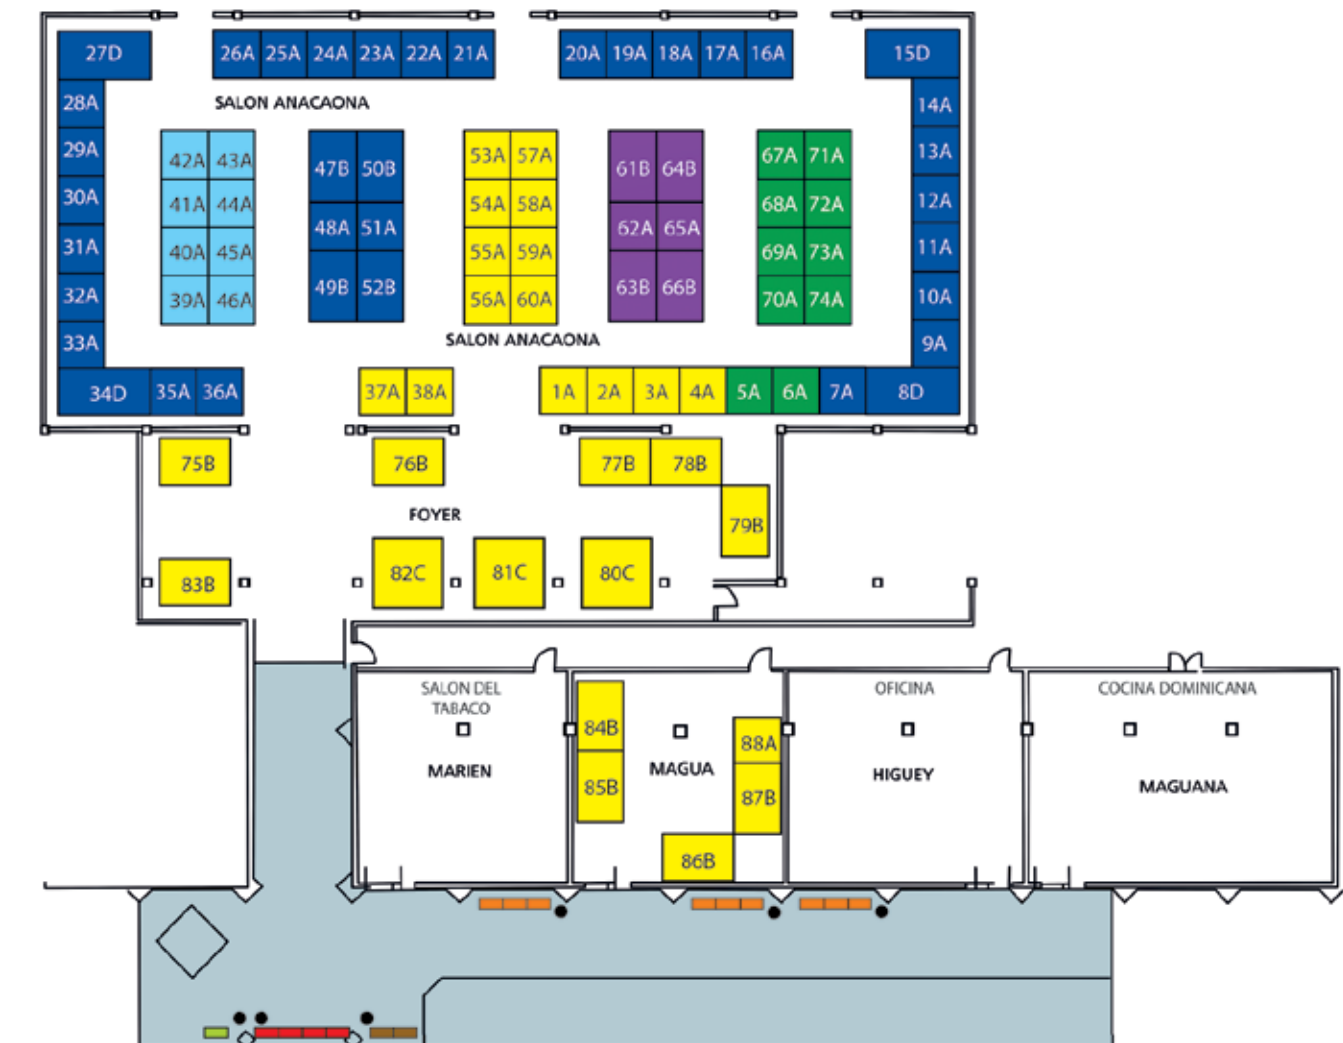 27D 26A 25A 24A 23A 22A 21A 20A 19A 18A 17A 16A 15D
28A SALON ANACAONA 14A
29A 42A 43A 47B 50B 53A 57A 61B 64B 67A 71A 13A
30A 41A 44A 48A 51A 54A 58A 62A 65A 68A 72A 12A
31A 40A 45A 55A 59A 69A 73A 11A
32A 39A 46A 49B 52B 56A 60A 63B 66B 70A 74A 10A
33A SALON ANACAONA 9A
34D 35A 36A 37A 38A 1A 2A 3A 4A 5A 6A 7A 8D
75B 76B 77B 78B
FOYER 79B
83B 82C 81C 80C
SALON DEL
TABACO
MARIEN
84B 88A
MAGUA
85B 87B
86B
OFICINA
HIGUEY
COCINA DOMINICANA
MAGUANA